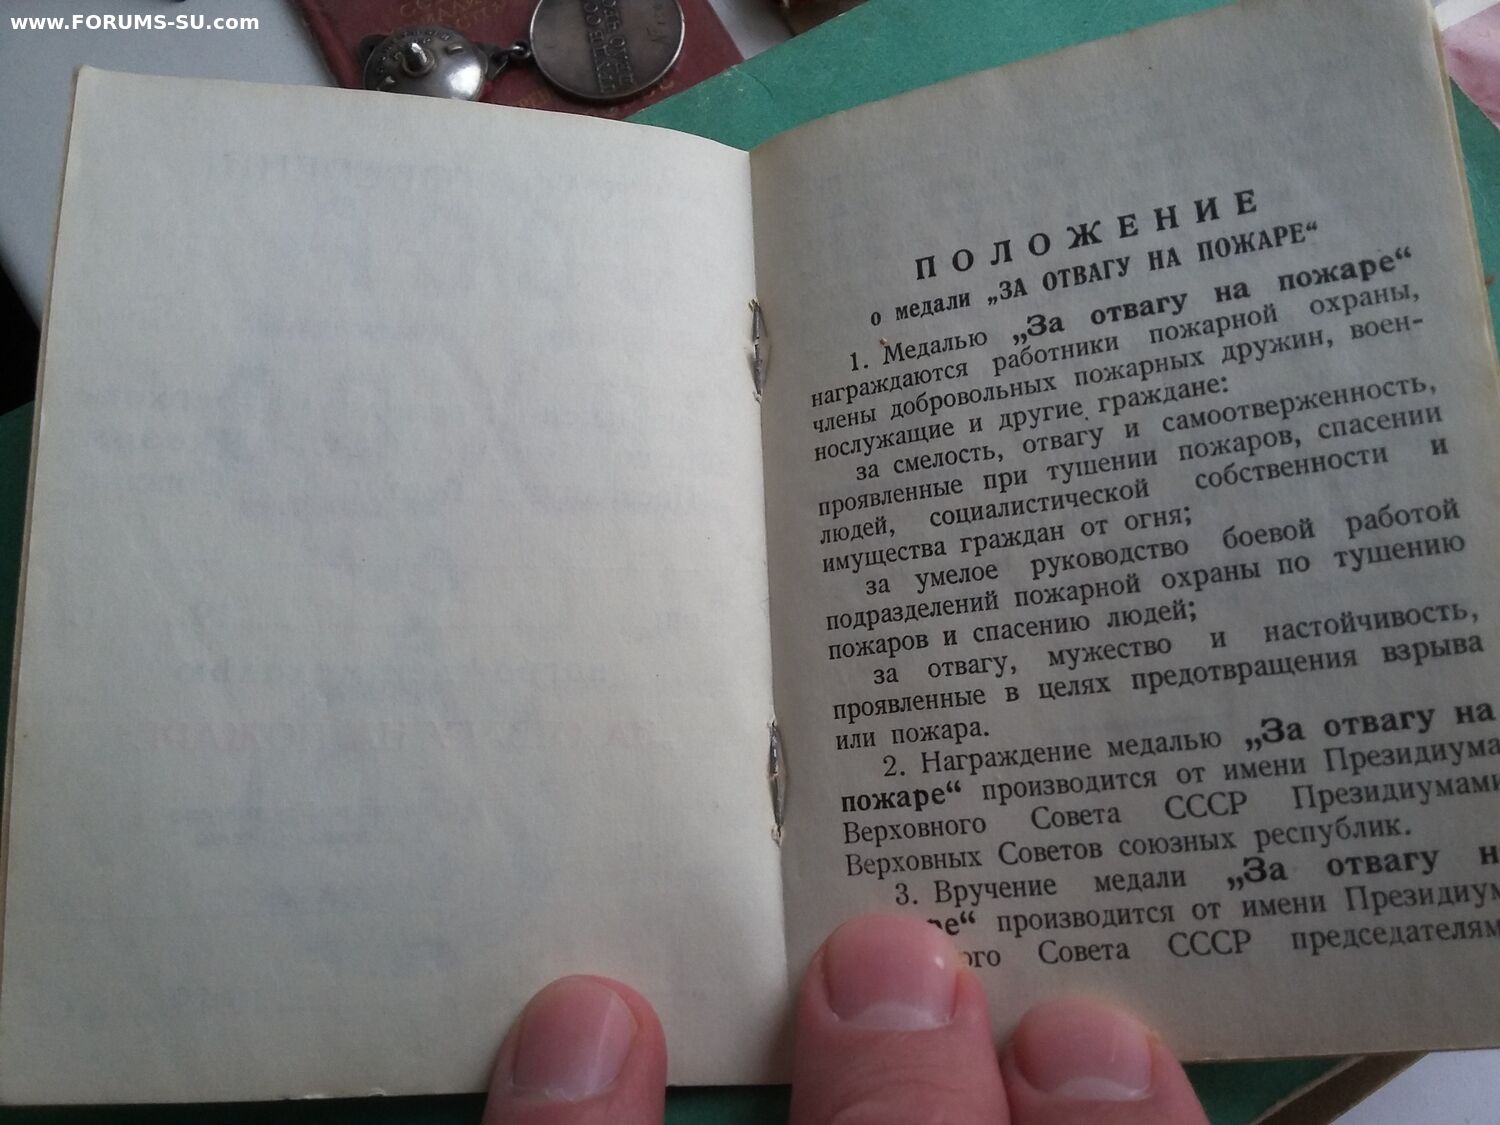 www.FORUMS-SU.com
ПОЛОЖЕНИЕ
о медали „ЗА ОТВАГУ НА ПОЖАРЕ“
1. Медалью „За отвагу на пожаре“
награждаются работники пожарной охраны,
члены добровольных пожарных дружин, воен-
нослужащие и другие граждане:
за смелость, отвагу и самоотверженность,
проявленные при тушении пожаров, спасении
людей, социалистической собственности и
имущества граждан от огня;
за умелое руководство боевой работой
подразделений пожарной охраны по тушению
пожаров и спасению людей;
за отвагу, мужество и настойчивость,
проявленные в целях предотвращения взрыва
или пожара.
2. Награждение медалью „За отвагу на
пожаре“ производится от имени Президиума
Верховного Совета СССР Президиумами
Верховных Советов союзных республик.
3. Вручение медали „За отвагу н
ре“ производится от имени Президиум
ого Совета СССР председателям